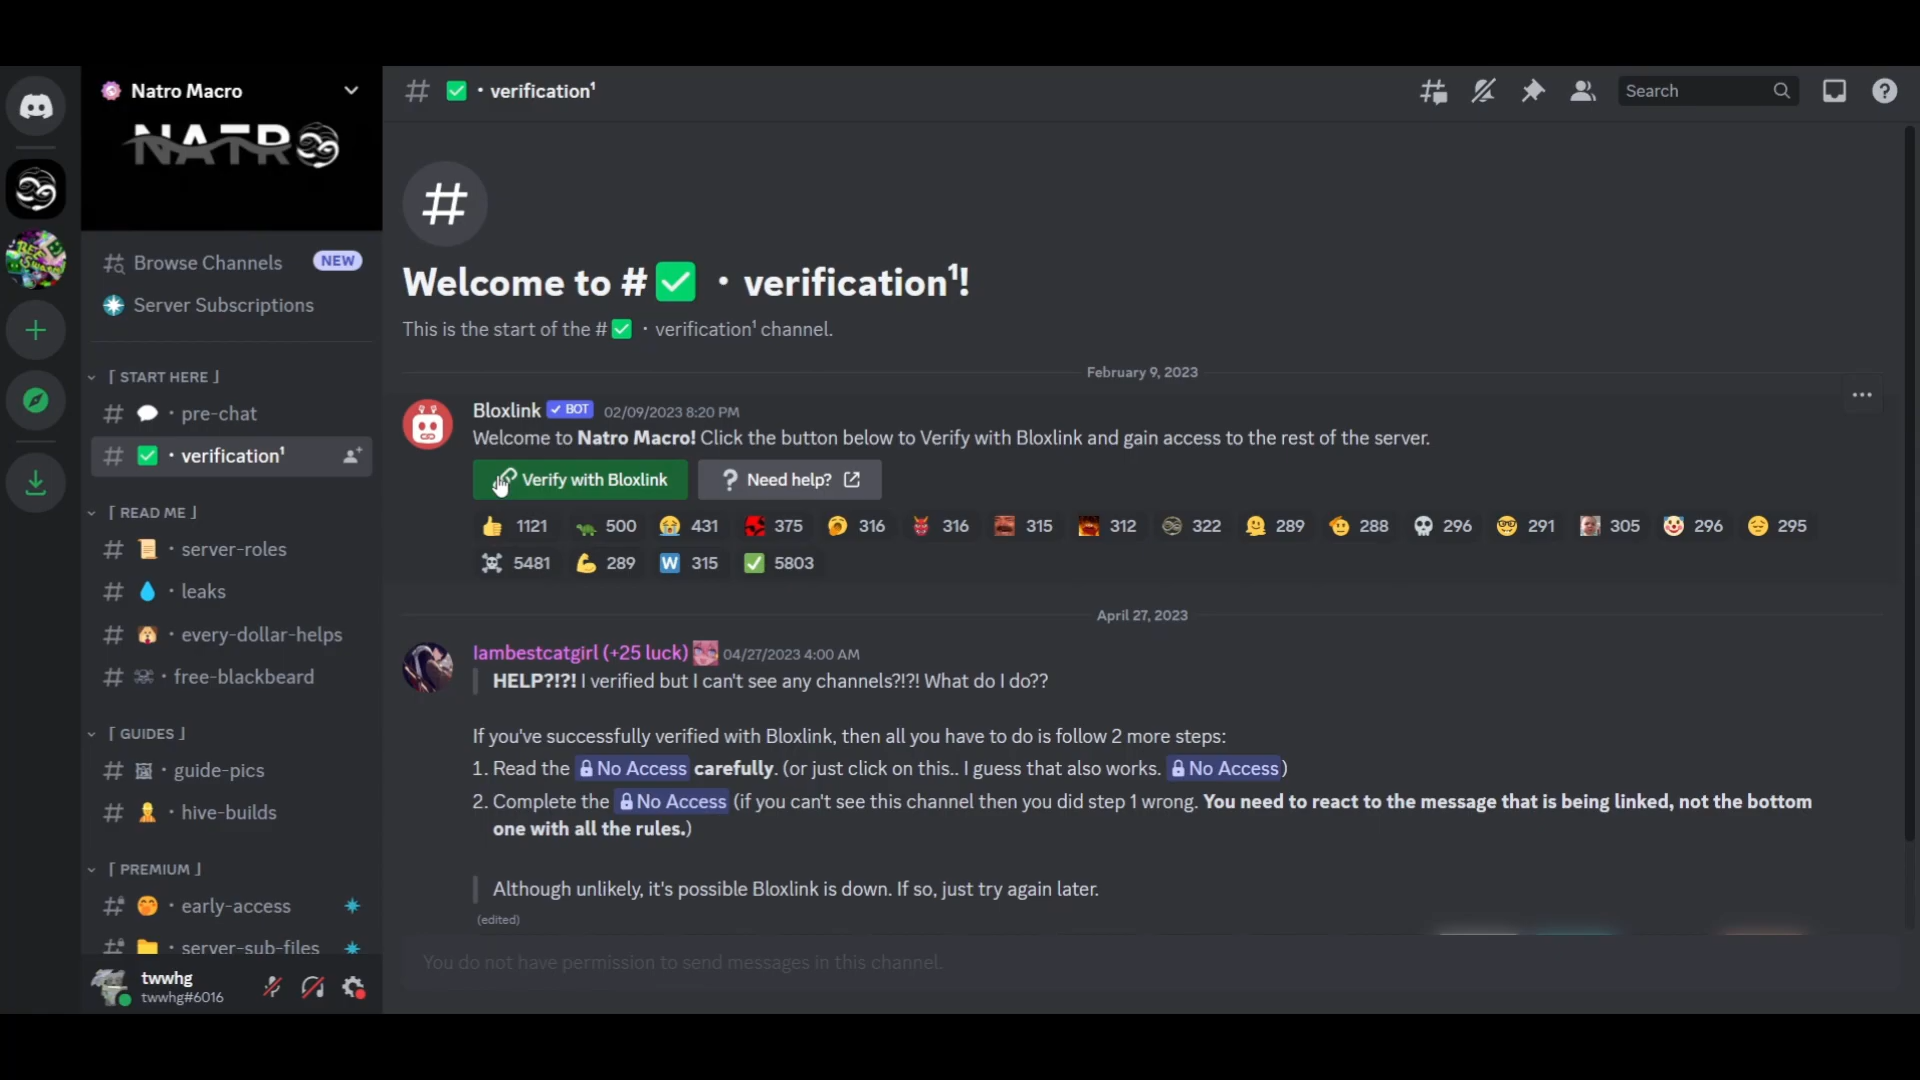 Natro Macro
NATRO
Browse Channels NEW
Server Subscriptions
[ START HERE ]
pre-chat
verification¹
[ READ ME ]
server-roles
leaks
every-dollar-helps
free-blackbeard
[ GUIDES ]
guide-pics
hive-builds
[ PREMIUM ]
early-access
server-sub-files
twwhg
twwhg#6016
# ✅・verification¹
Search
Welcome to #✅・verification¹!
This is the start of the #✅・verification¹ channel.
February 9, 2023
Bloxlink ✓ BOT 02/09/2023 8:20 PM
Welcome to Natro Macro! Click the button below to Verify with Bloxlink and gain access to the rest of the server.
Verify with Bloxlink ? Need help?
1121 500 431 375 316 316 315 312 322 289 288 296 291 305 296 295
5481 289 W 315 5803
April 27, 2023
Iambestcatgirl (+25 luck) 04/27/2023 4:00 AM
HELP?!?! I verified but I can't see any channels?!?! What do I do??
If you've successfully verified with Bloxlink, then all you have to do is follow 2 more steps:
1. Read the No Access carefully. (or just click on this.. I guess that also works. No Access)
2. Complete the No Access (if you can't see this channel then you did step 1 wrong. You need to react to the message that is being linked, not the bottom
one with all the rules.)
Although unlikely, it's possible Bloxlink is down. If so, just try again later.
(edited)
You do not have permission to send messages in this channel.